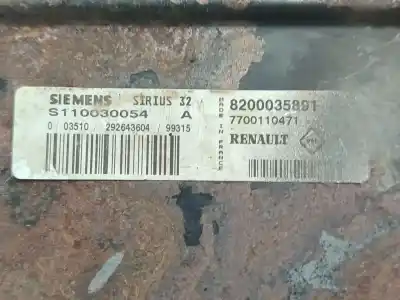 SIEMENS SIRIUS 32
S110030054 A
0 03510 292643604 99315
MADE IN FRANCE
8200035891
7700110471
RENAULT